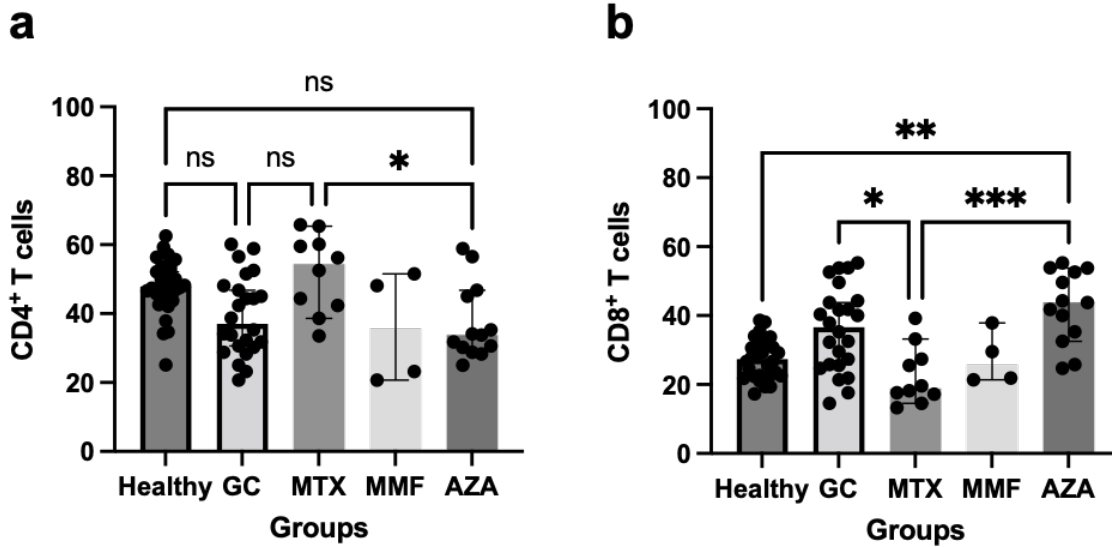 a
ns
ns
ns
*
100
80
60
40
20
0
CD4+ T cells
Healthy GC MTX MMF AZA
Groups
b
**
*
***
100
80
60
40
20
0
CD8+ T cells
Healthy GC MTX MMF AZA
Groups